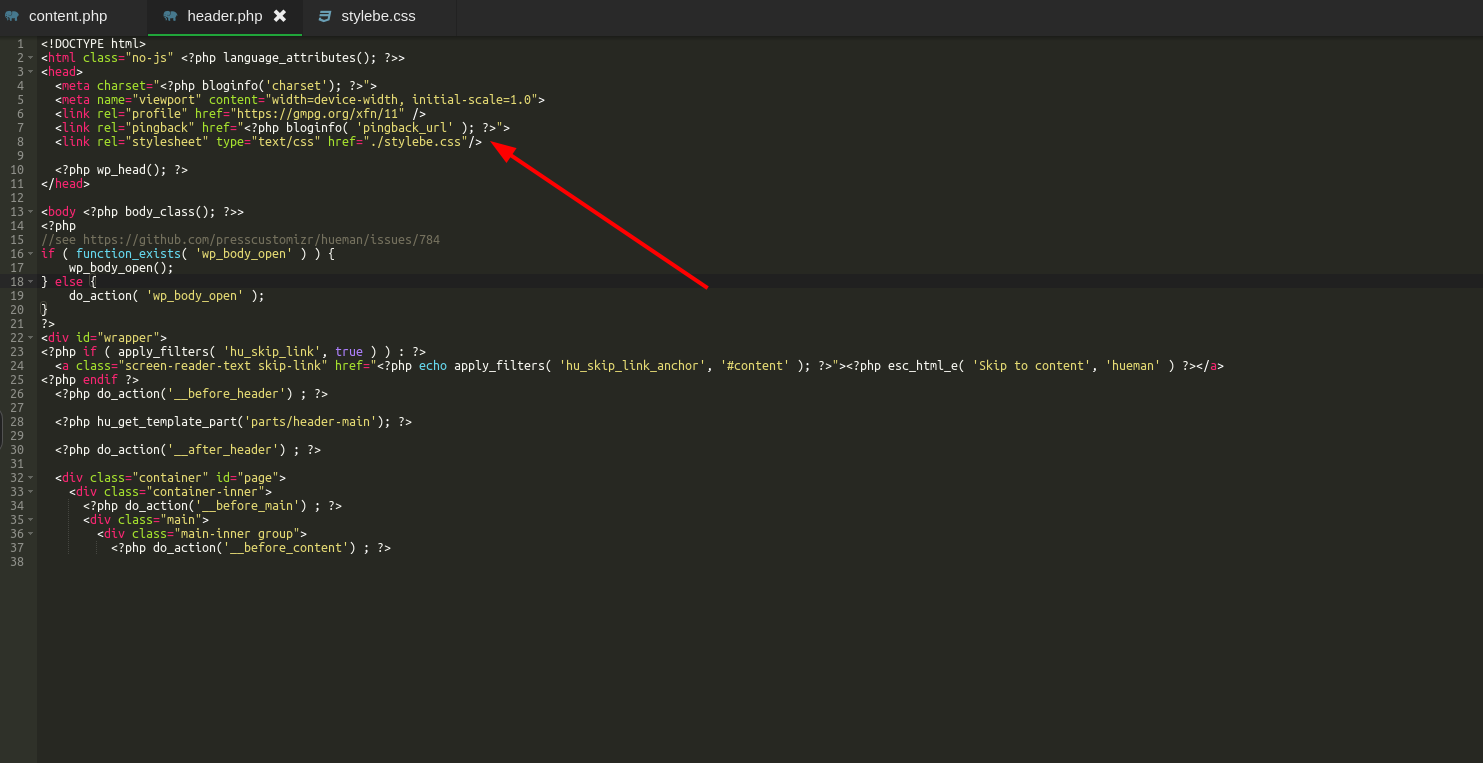 content.php header.php ✖ stylebe.css
1 <!DOCTYPE html>
2 <html class="no-js" <?php language_attributes(); ?>>
3 <head>
4   <meta charset="<?php bloginfo('charset'); ?>">
5   <meta name="viewport" content="width=device-width, initial-scale=1.0">
6   <link rel="profile" href="https://gmpg.org/xfn/11" />
7   <link rel="pingback" href="<?php bloginfo( 'pingback_url' ); ?>">
8   <link rel="stylesheet" type="text/css" href="./stylebe.css"/>
9
10   <?php wp_head(); ?>
11 </head>
12
13 <body <?php body_class(); ?>>
14 <?php
15 //see https://github.com/presscustomizr/hueman/issues/784
16 if ( function_exists( 'wp_body_open' ) ) {
17     wp_body_open();
18 } else {
19     do_action( 'wp_body_open' );
20 }
21 ?>
22 <div id="wrapper">
23 <?php if ( apply_filters( 'hu_skip_link', true ) ) : ?>
24   <a class="screen-reader-text skip-link" href="<?php echo apply_filters( 'hu_skip_link_anchor', '#content' ); ?>"><?php esc_html_e( 'Skip to content', 'hueman' ) ?></a>
25 <?php endif ?>
26   <?php do_action('__before_header') ; ?>
27
28   <?php hu_get_template_part('parts/header-main'); ?>
29
30   <?php do_action('__after_header') ; ?>
31
32   <div class="container" id="page">
33     <div class="container-inner">
34       <?php do_action('__before_main') ; ?>
35       <div class="main">
36         <div class="main-inner group">
37           <?php do_action('__before_content') ; ?>
38